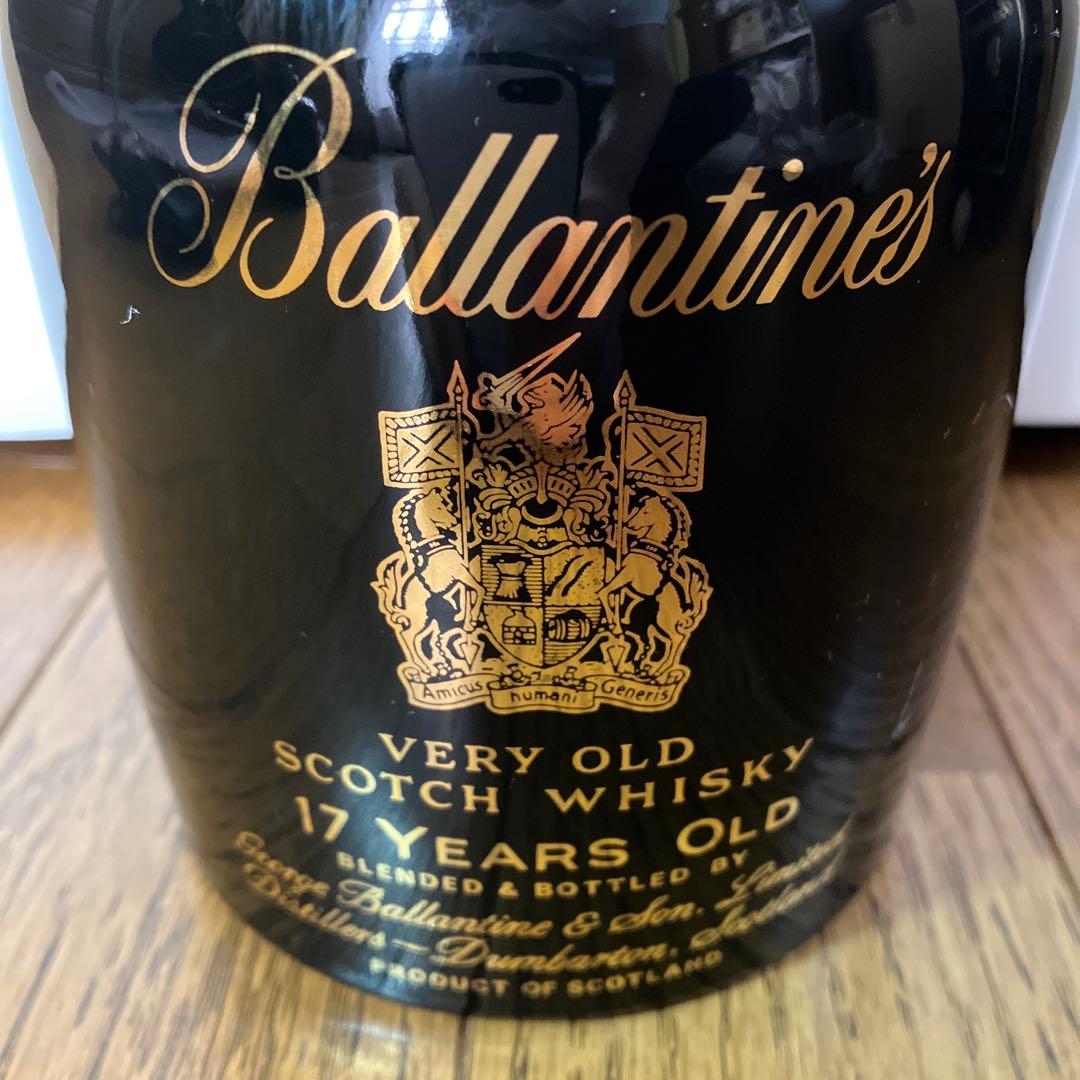 Ballantine's
Amicus humani Generis
VERY OLD
SCOTCH WHISKY
17 YEARS OLD
BLENDED & BOTTLED BY
George Ballantine & Son, Limited
Distillers — Dumbarton, Scotland
PRODUCT OF SCOTLAND